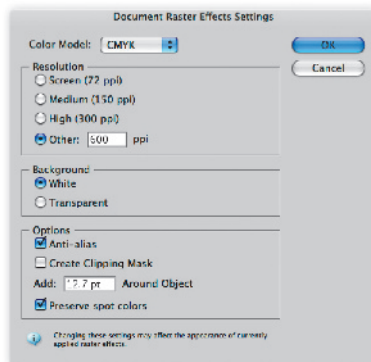 Document Raster Effects Settings
Color Model: CMYK
OK
Cancel
Resolution
Screen (72 ppi)
Medium (150 ppi)
High (300 ppi)
Other: 600 ppi
Background
White
Transparent
Options
Anti-alias
Create Clipping Mask
Add: 12.7 pt Around Object
Preserve spot colors
Changing these settings may affect the appearance of currently
applied raster effects.